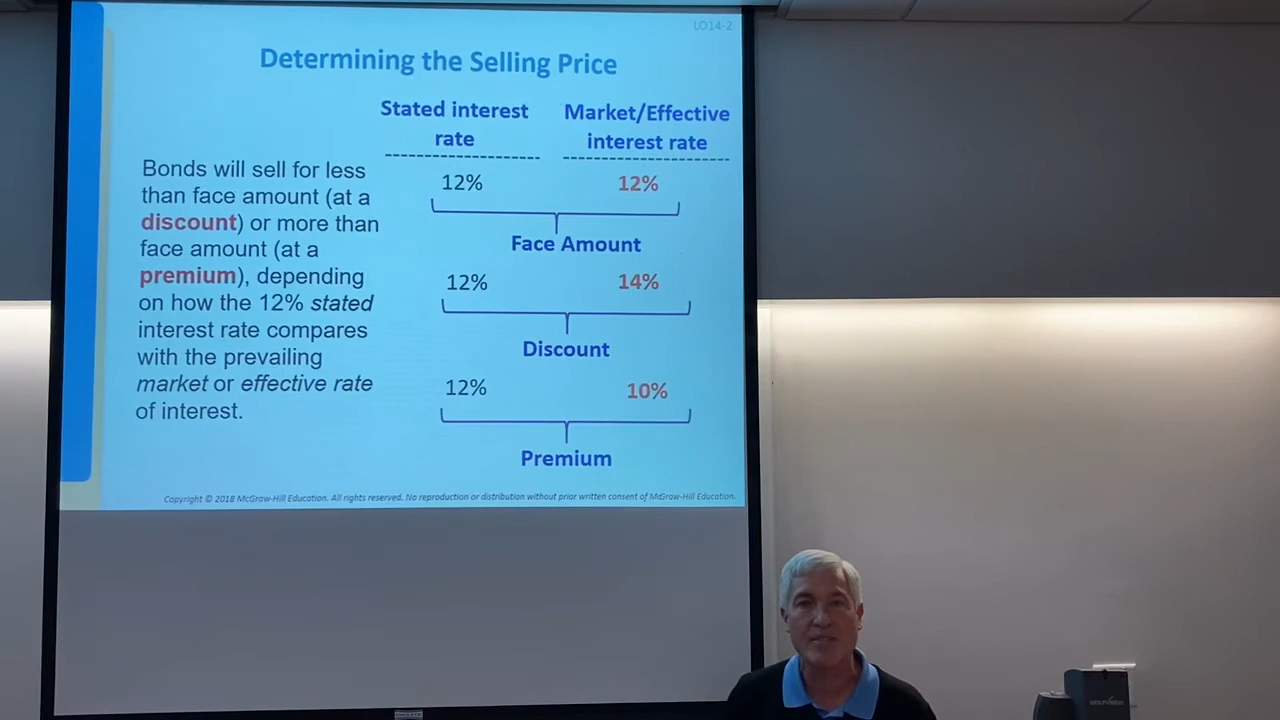 LO14-2
Determining the Selling Price
Stated interest
rate
Market/Effective
interest rate
Bonds will sell for less
than face amount (at a
discount) or more than
face amount (at a
premium), depending
on how the 12% stated
interest rate compares
with the prevailing
market or effective rate
of interest.
12% 12%
Face Amount
12% 14%
Discount
12% 10%
Premium
Copyright © 2018 McGraw-Hill Education. All rights reserved. No reproduction or distribution without prior written consent of McGraw-Hill Education.